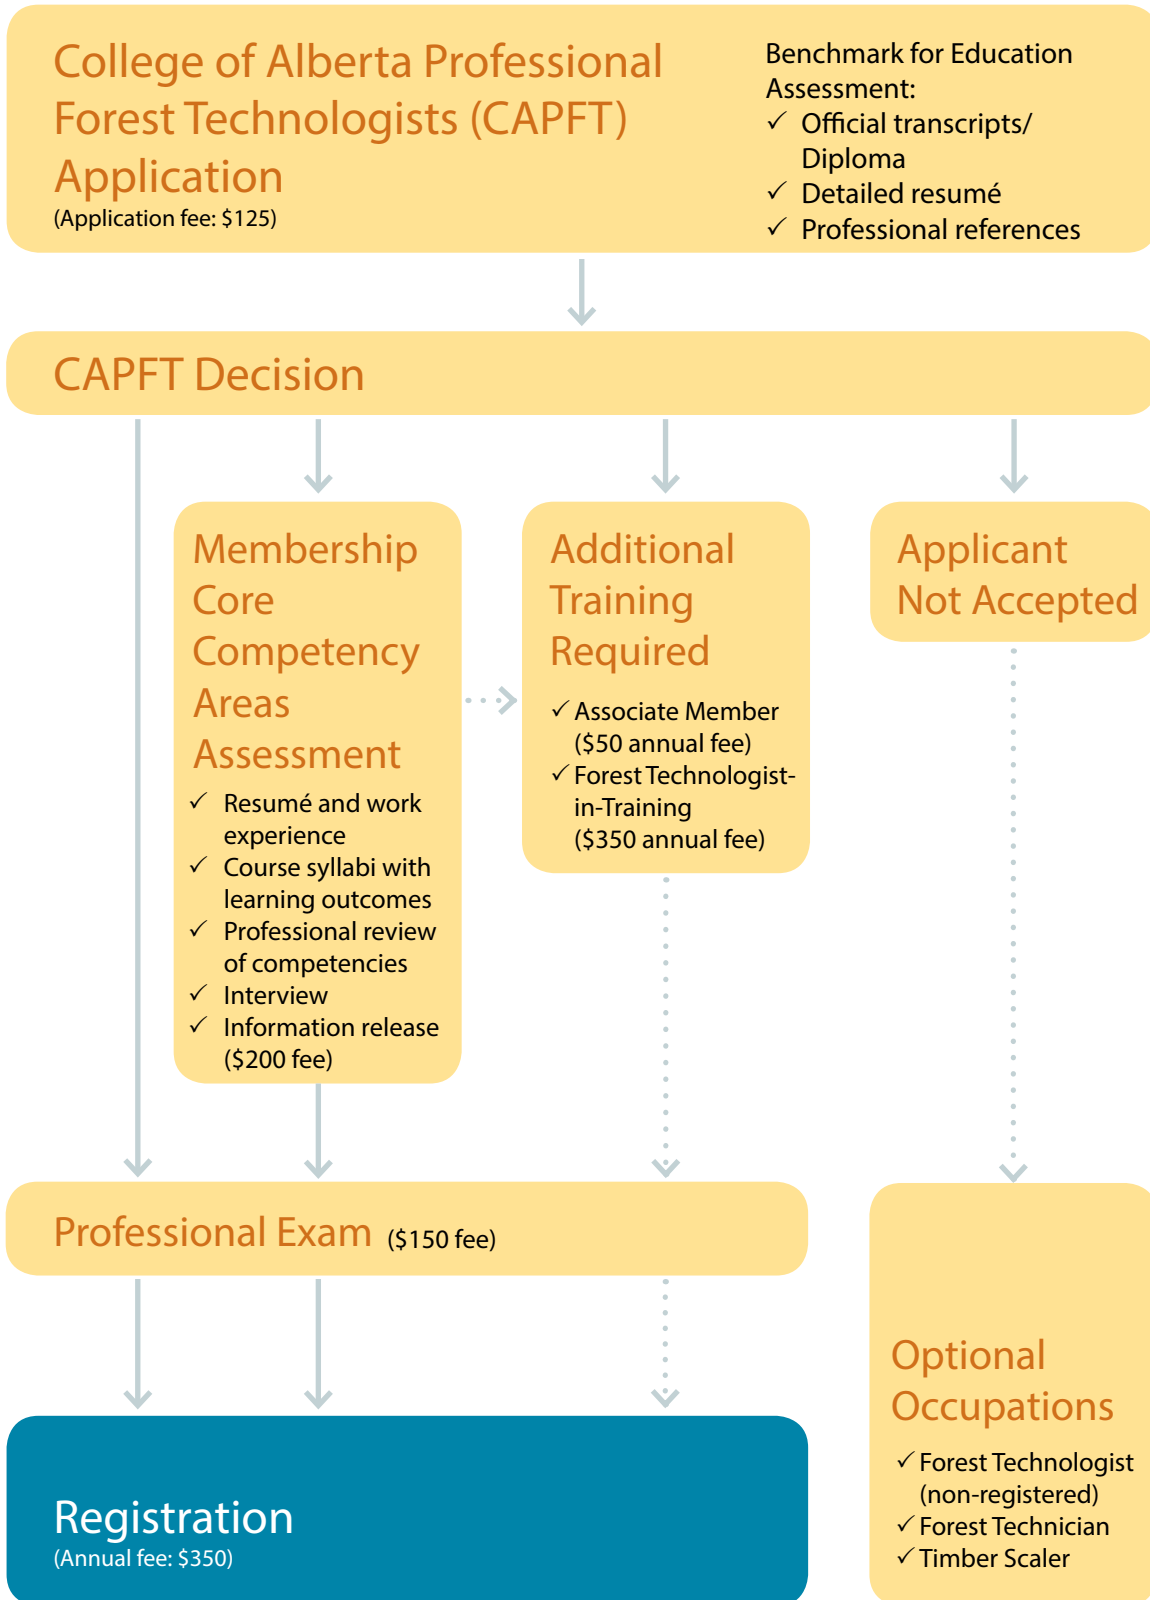 College of Alberta Professional
Forest Technologists (CAPFT)
Application
(Application fee: $125)
Benchmark for Education
Assessment:
✓ Official transcripts/
Diploma
✓ Detailed resumé
✓ Professional references
CAPFT Decision
Membership
Core
Competency
Areas
Assessment
✓ Resumé and work
experience
✓ Course syllabi with
learning outcomes
✓ Professional review
of competencies
✓ Interview
✓ Information release
($200 fee)
Additional
Training
Required
✓ Associate Member
($50 annual fee)
✓ Forest Technologist-
in-Training
($350 annual fee)
Applicant
Not Accepted
Professional Exam ($150 fee)
Registration
(Annual fee: $350)
Optional
Occupations
✓ Forest Technologist
(non-registered)
✓ Forest Technician
✓ Timber Scaler